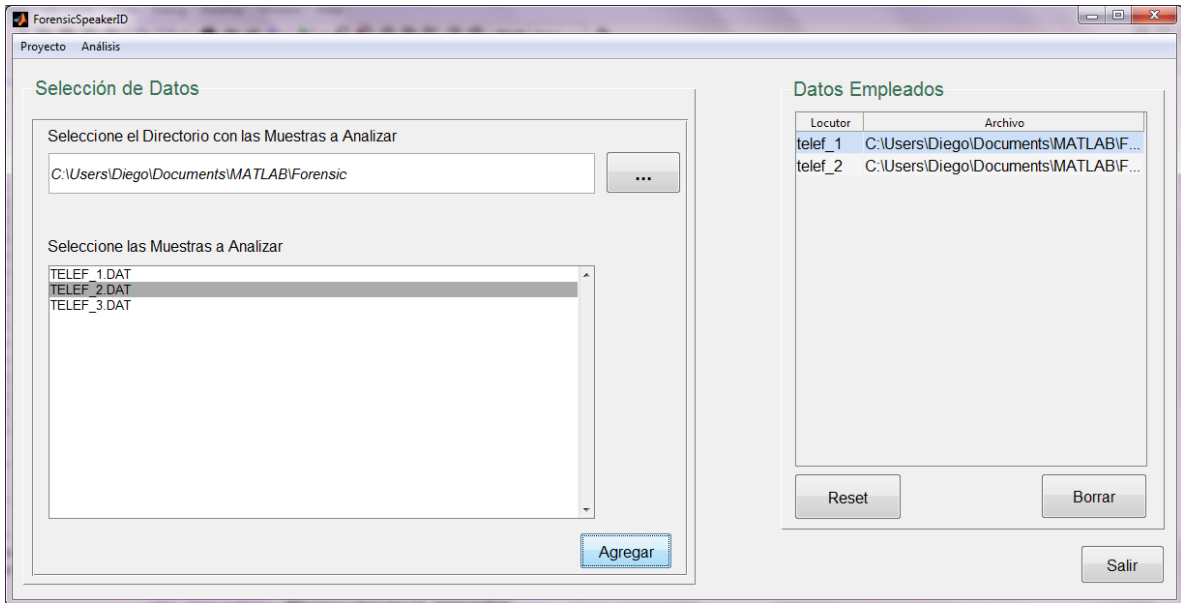 ForensicSpeakerID
Proyecto Análisis
Selección de Datos
Seleccione el Directorio con las Muestras a Analizar
C:\Users\Diego\Documents\MATLAB\Forensic
...
Seleccione las Muestras a Analizar
TELEF_1.DAT
TELEF_2.DAT
TELEF_3.DAT
Agregar
Datos Empleados
Locutor Archivo
telef_1 C:\Users\Diego\Documents\MATLAB\F...
telef_2 C:\Users\Diego\Documents\MATLAB\F...
Reset Borrar
Salir